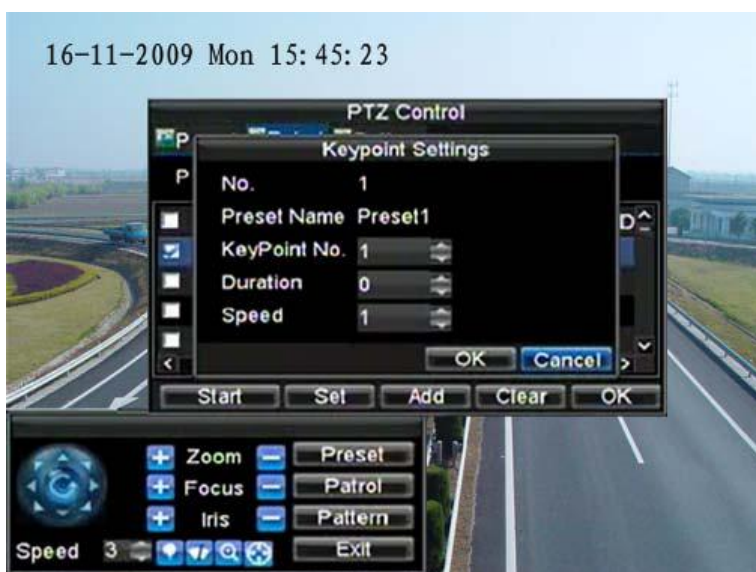 16-11-2009 Mon 15:45:23
PTZ Control
P
Keypoint Settings
P
No. 1
Preset Name Preset1
D
KeyPoint No. 1
Duration 0
Speed 1
OK Cancel
Start Set Add Clear OK
Zoom Preset
Focus Patrol
Iris Pattern
Speed 3 Exit